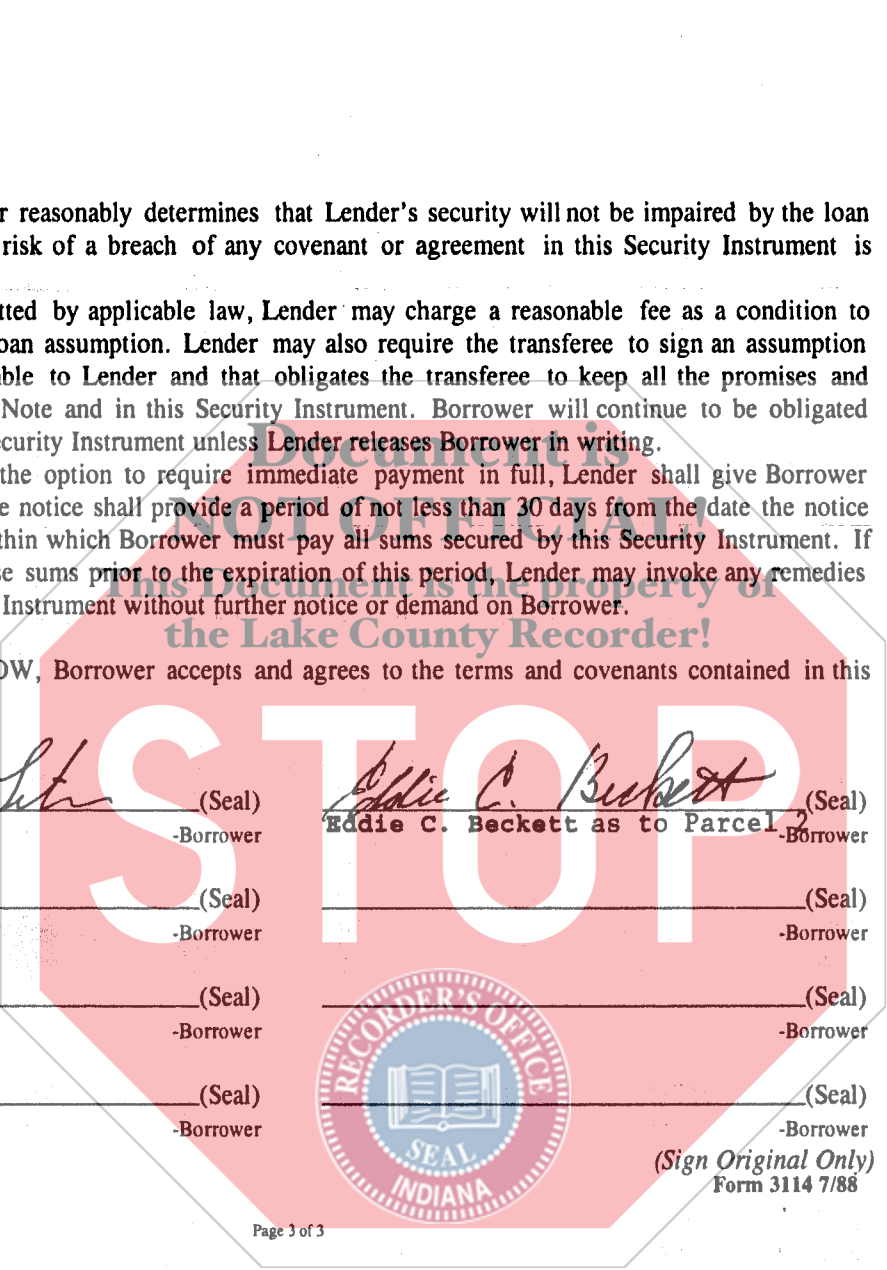 r reasonably determines that Lender's security will not be impaired by the loan
risk of a breach of any covenant or agreement in this Security Instrument is
tted by applicable law, Lender may charge a reasonable fee as a condition to
oan assumption. Lender may also require the transferee to sign an assumption
ble to Lender and that obligates the transferee to keep all the promises and
Note and in this Security Instrument. Borrower will continue to be obligated
curity Instrument unless Lender releases Borrower in writing.
Document is
the option to require immediate payment in full, Lender shall give Borrower
e notice shall provide a period of not less than 30 days from the date the notice
NOT OFFICIAL!
thin which Borrower must pay all sums secured by this Security Instrument. If
e sums prior to the expiration of this period, Lender may invoke any remedies
This Document is the property of
Instrument without further notice or demand on Borrower.
the Lake County Recorder!
OW, Borrower accepts and agrees to the terms and covenants contained in this
STOP
(Seal) Eddie C. Beckett (Seal)
-Borrower Eddie C. Beckett as to Parcel 2 -Borrower
(Seal) (Seal)
-Borrower -Borrower
(Seal) (Seal)
-Borrower -Borrower
(Seal) (Seal)
-Borrower -Borrower
RECORDER'S OFFICE
SEAL
INDIANA
(Sign Original Only)
Form 3114 7/88
Page 3 of 3